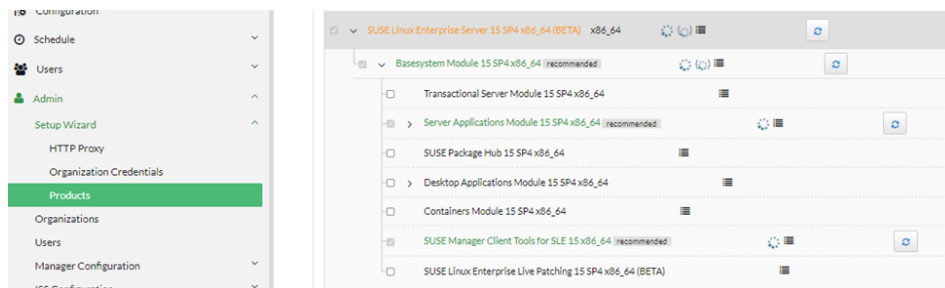 Configuration
Schedule
Users
Admin
Setup Wizard
HTTP Proxy
Organization Credentials
Products
Organizations
Users
Manager Configuration
ISS Configuration
SUSE Linux Enterprise Server 15 SP4 x86_64 (BETA) x86_64
Basesystem Module 15 SP4 x86_64 recommended
Transactional Server Module 15 SP4 x86_64
Server Applications Module 15 SP4 x86_64 recommended
SUSE Package Hub 15 SP4 x86_64
Desktop Applications Module 15 SP4 x86_64
Containers Module 15 SP4 x86_64
SUSE Manager Client Tools for SLE 15 x86_64 recommended
SUSE Linux Enterprise Live Patching 15 SP4 x86_64 (BETA)